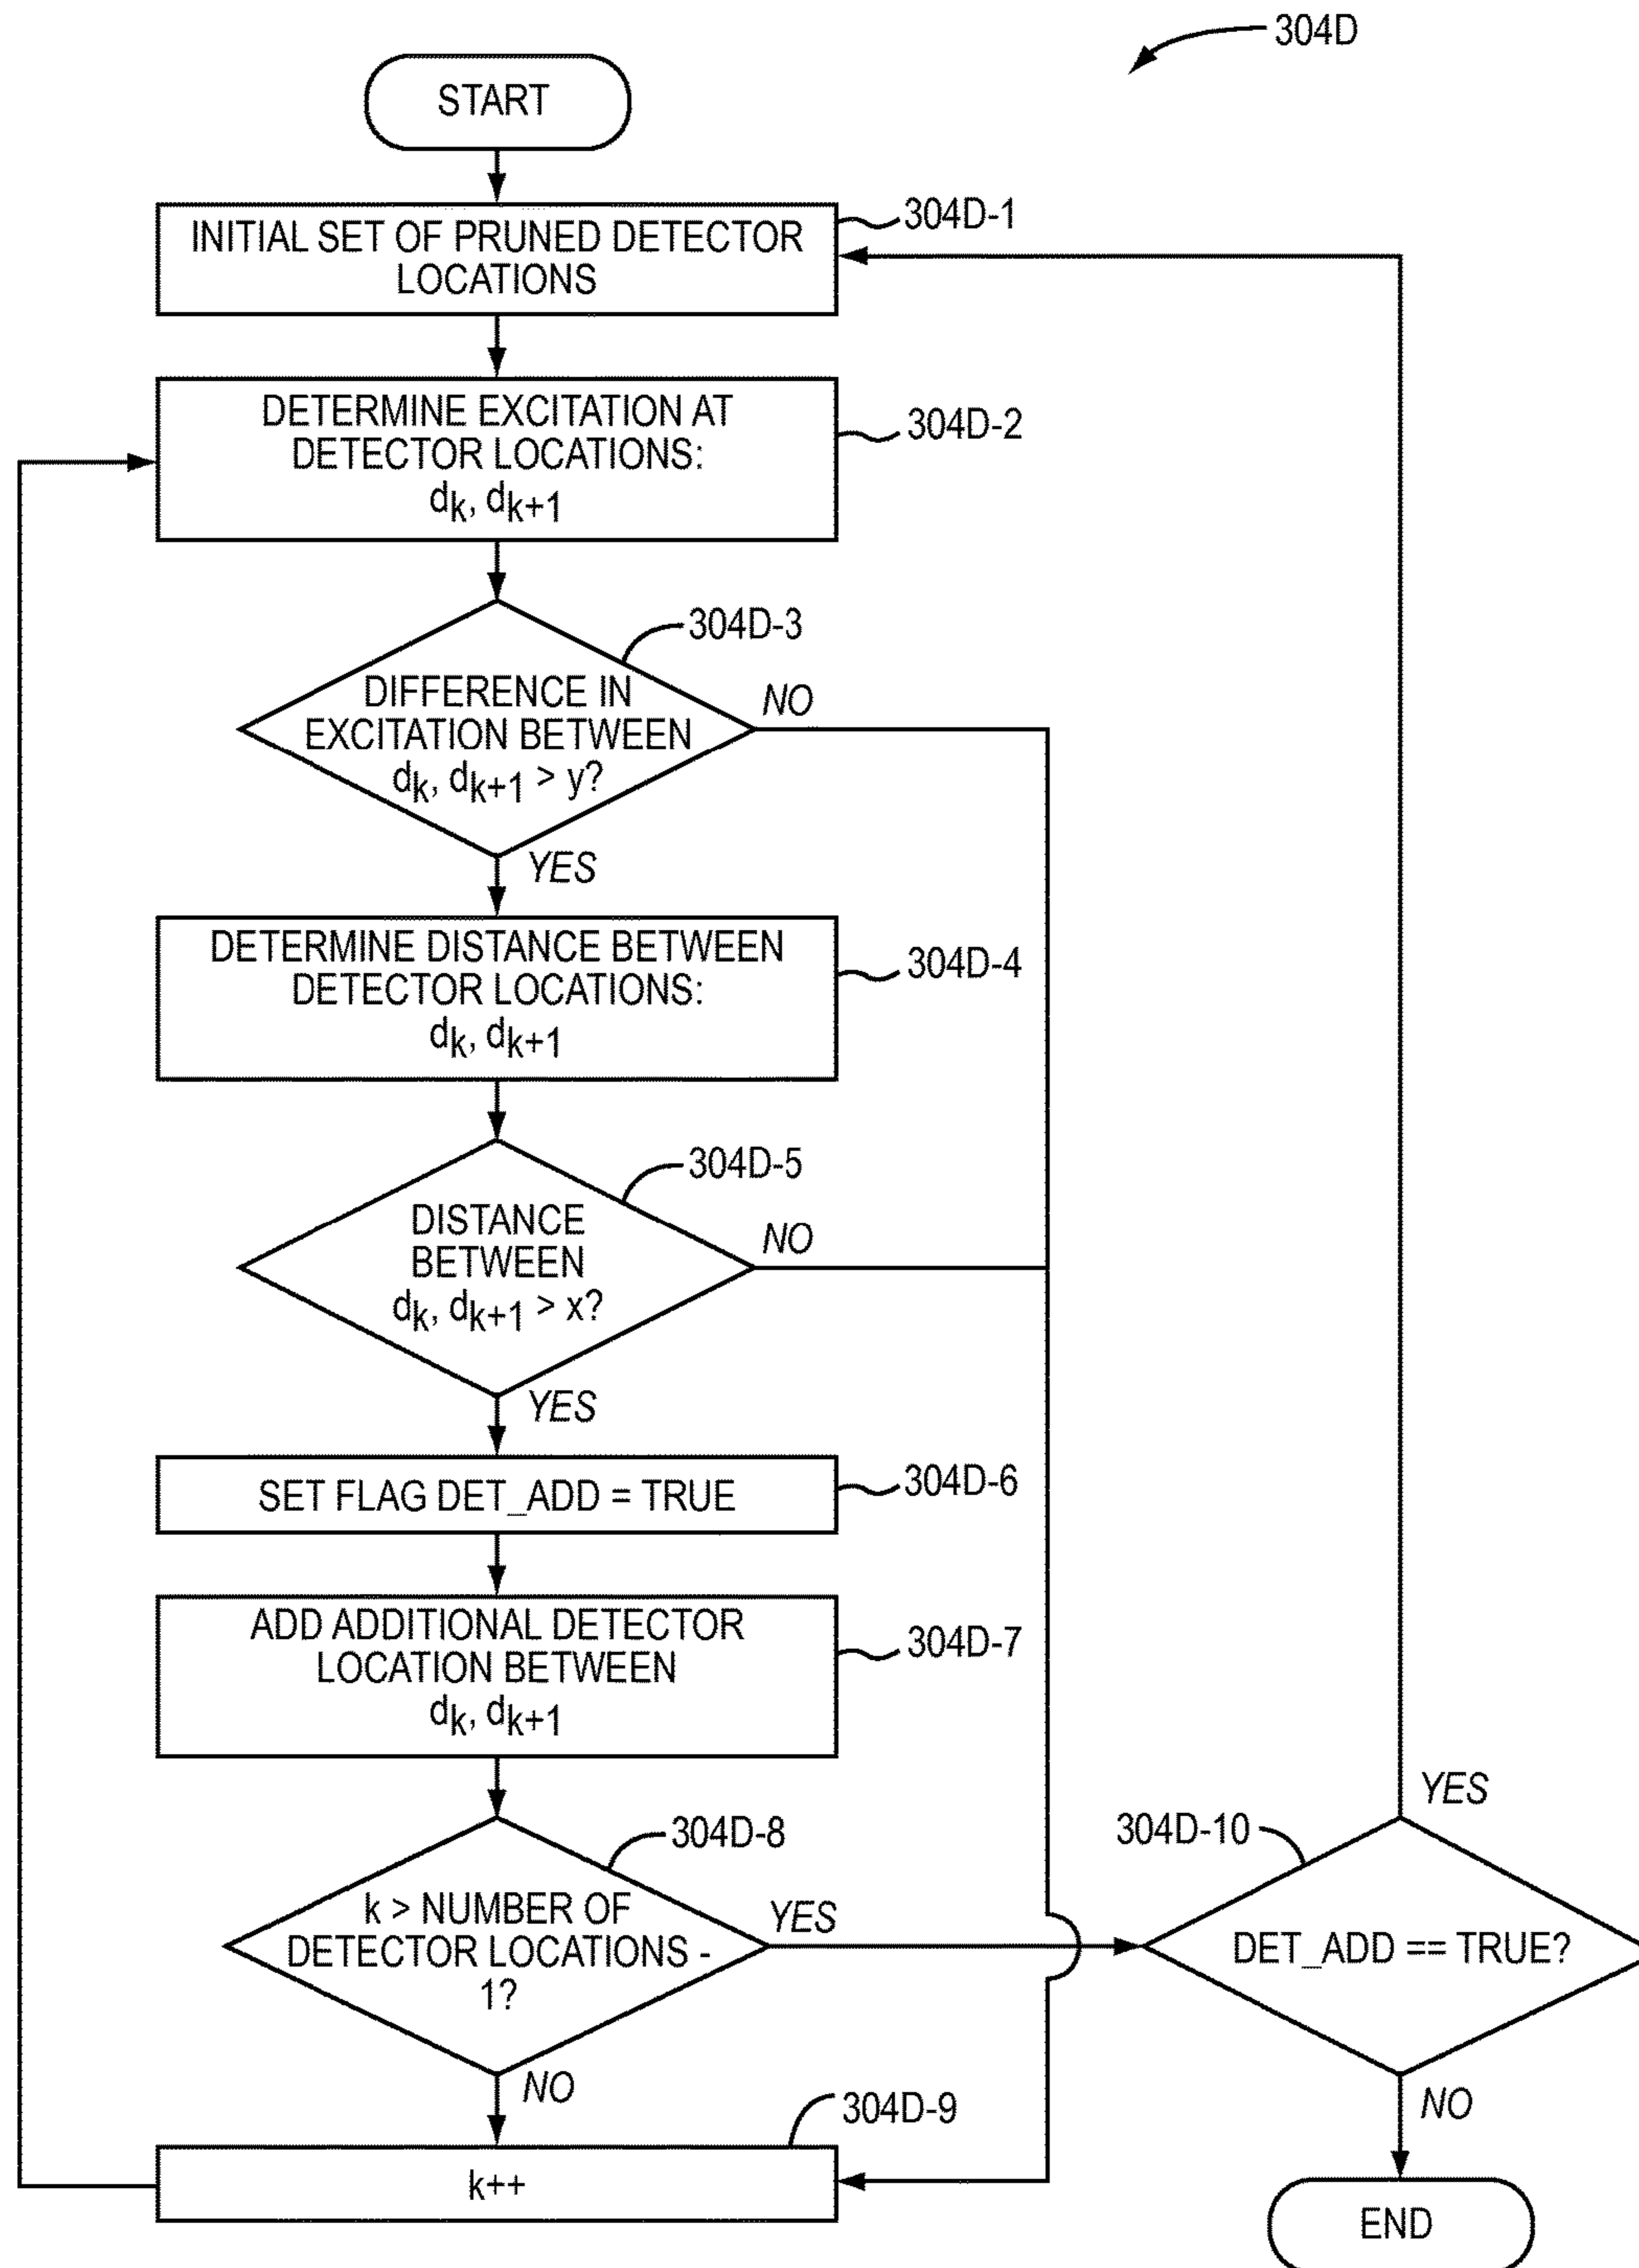 304D
START
304D-1
INITIAL SET OF PRUNED DETECTOR
LOCATIONS
DETERMINE EXCITATION AT
DETECTOR LOCATIONS:
dk, dk+1
304D-2
304D-3
DIFFERENCE IN
EXCITATION BETWEEN
dk, dk+1 > y?
NO
YES
DETERMINE DISTANCE BETWEEN
DETECTOR LOCATIONS:
dk, dk+1
304D-4
304D-5
DISTANCE
BETWEEN
dk, dk+1 > x?
NO
YES
SET FLAG DET_ADD = TRUE
304D-6
ADD ADDITIONAL DETECTOR
LOCATION BETWEEN
dk, dk+1
304D-7
304D-8
k > NUMBER OF
DETECTOR LOCATIONS -
1?
YES
NO
304D-9
k++
304D-10
YES
DET_ADD == TRUE?
NO
END